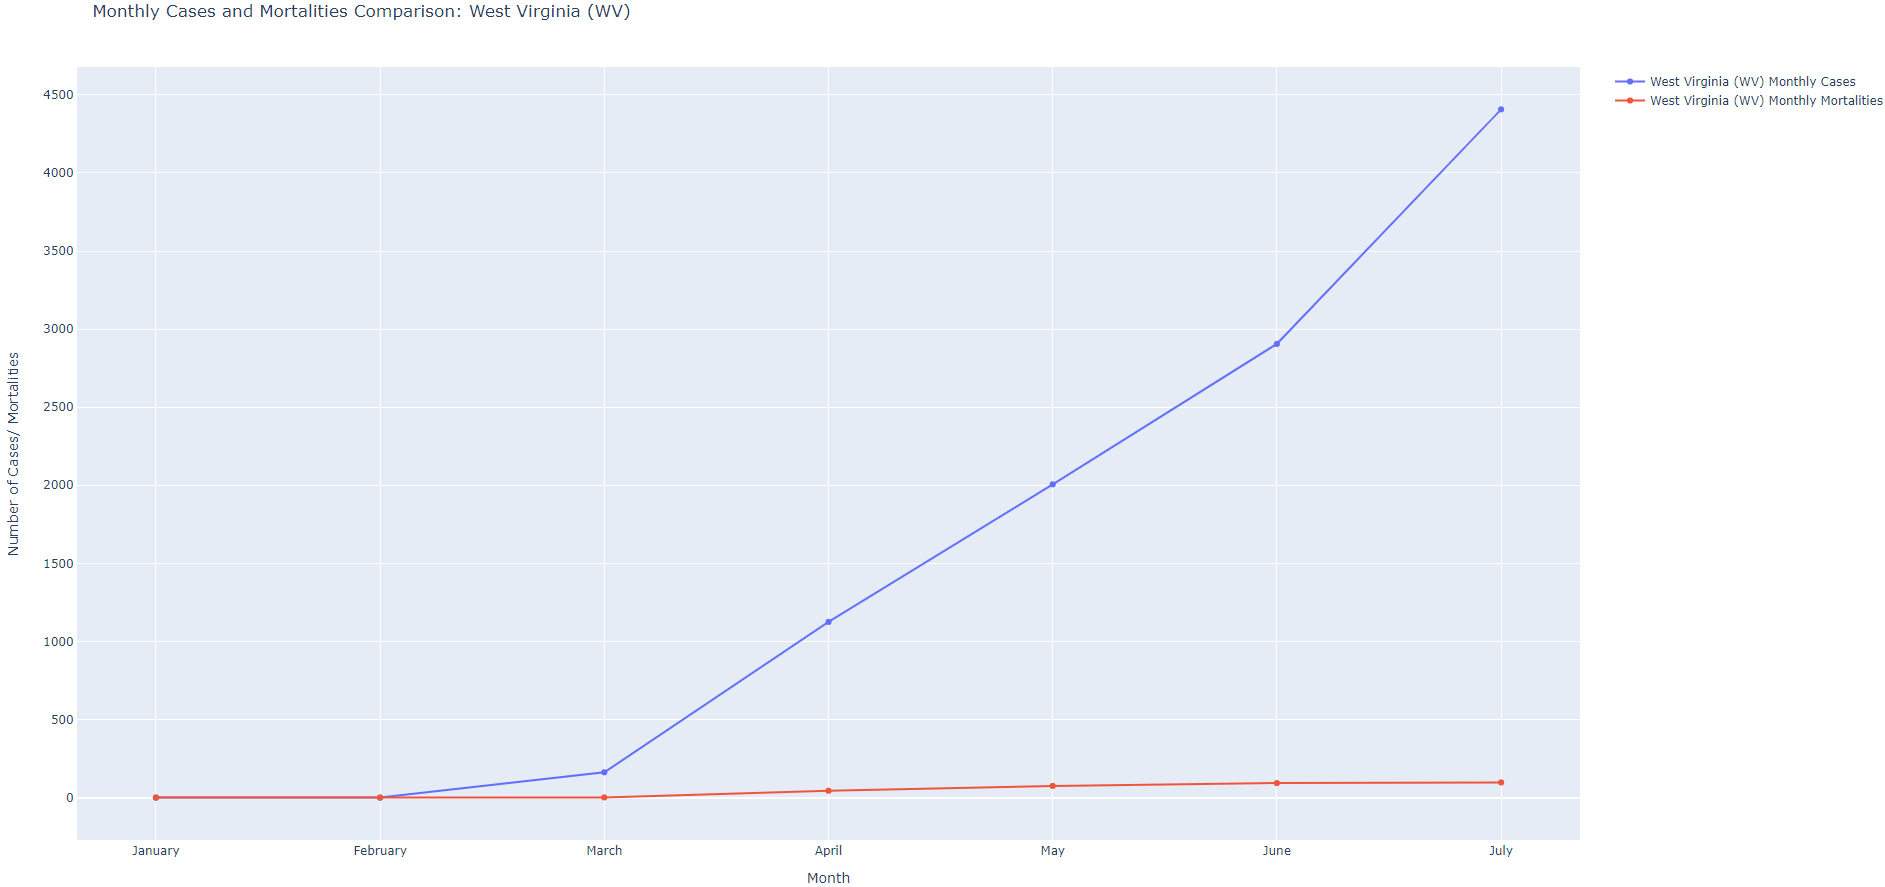 Monthly Cases and Mortalities Comparison: West Virginia (WV)
West Virginia (WV) Monthly Cases
West Virginia (WV) Monthly Mortalities
Number of Cases/ Mortalities
4500
4000
3500
3000
2500
2000
1500
1000
500
0
January February March April May June July
Month